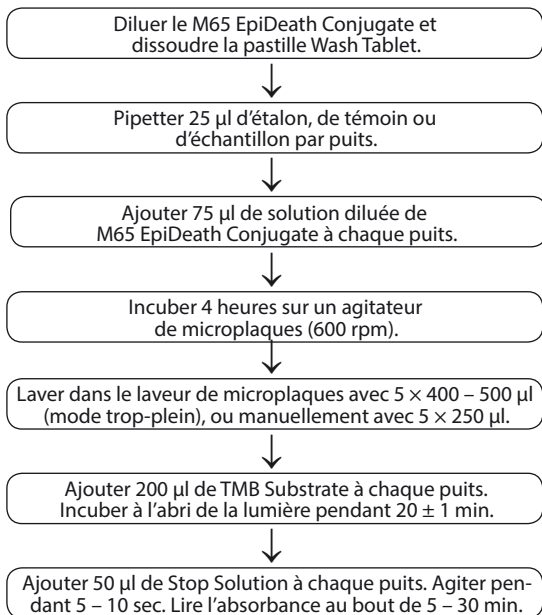 Diluer le M65 EpiDeath Conjugate et
dissoudre la pastille Wash Tablet.
Pipetter 25 µl d'étalon, de témoin ou
d'échantillon par puits.
Ajouter 75 µl de solution diluée de
M65 EpiDeath Conjugate à chaque puits.
Incuber 4 heures sur un agitateur
de microplaques (600 rpm).
Laver dans le laveur de microplaques avec 5 × 400 – 500 µl
(mode trop-plein), ou manuellement avec 5 × 250 µl.
Ajouter 200 µl de TMB Substrate à chaque puits.
Incuber à l'abri de la lumière pendant 20 ± 1 min.
Ajouter 50 µl de Stop Solution à chaque puits. Agiter pen-
dant 5 – 10 sec. Lire l'absorbance au bout de 5 – 30 min.